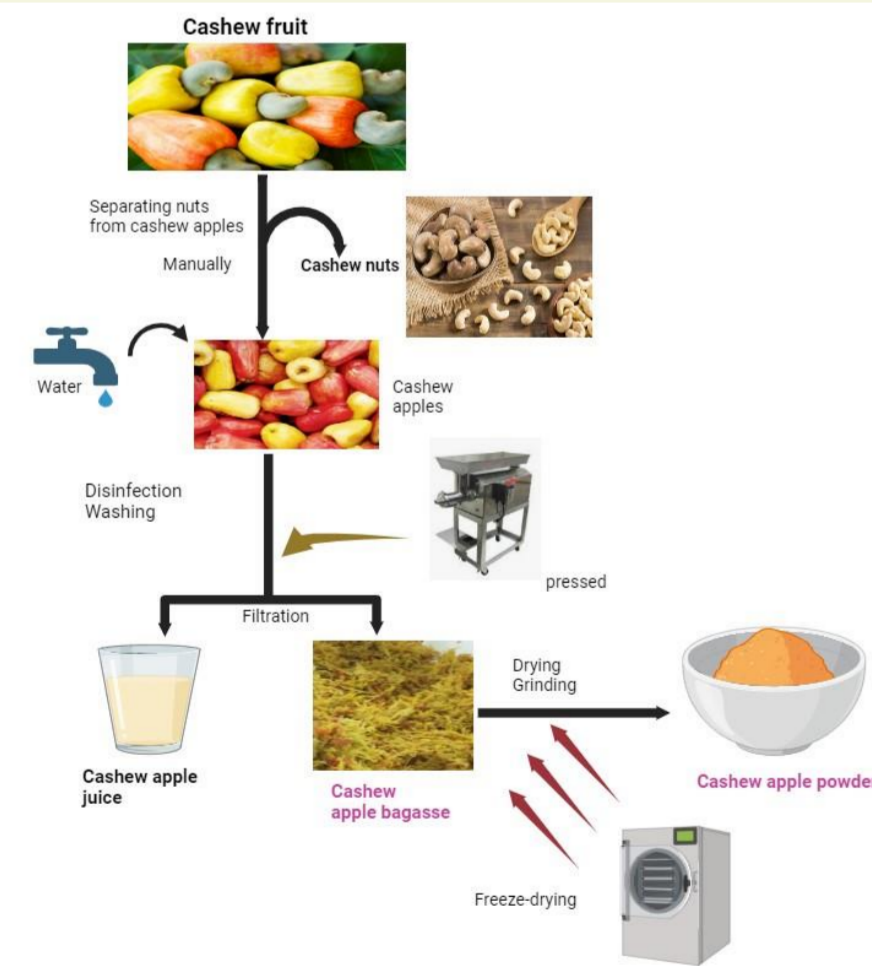 Cashew fruit
Separating nuts
from cashew apples
Manually
Cashew nuts
Water
Cashew
apples
Disinfection
Washing
pressed
Filtration
Drying
Grinding
Cashew apple
juice
Cashew
apple bagasse
Cashew apple powder
Freeze-drying